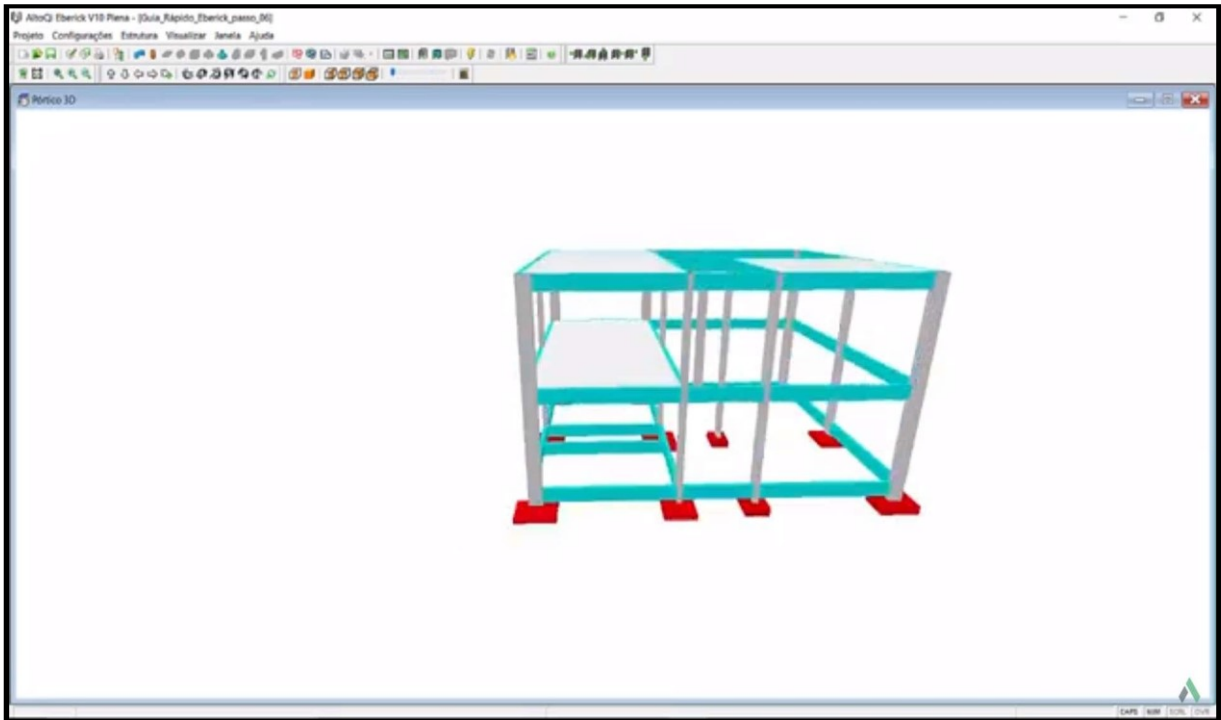 AltoQi Eberick V10 Plena - [Guia_Rápido_Eberick_passo_06]
Projeto Configurações Estrutura Visualizar Janela Ajuda
Pórtico 3D
CAPS NUM SCRL OVR